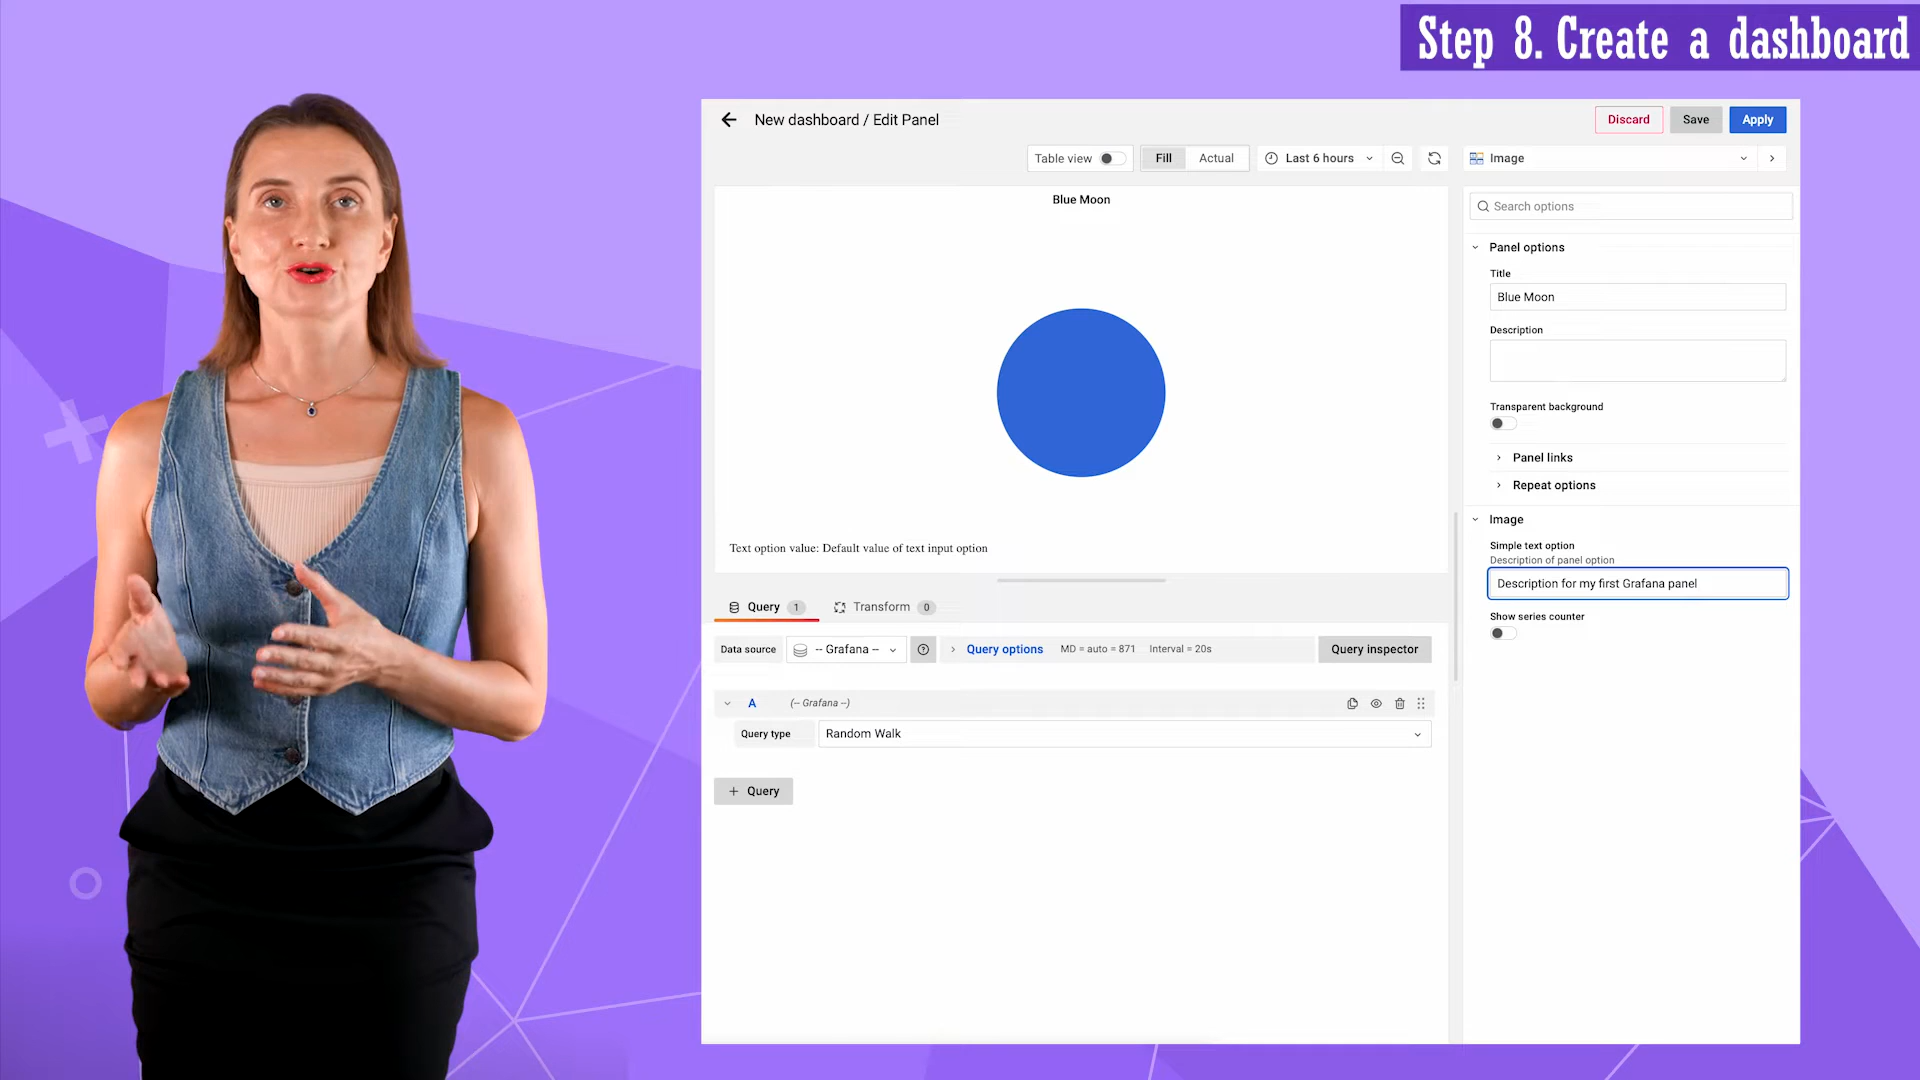 Step 8. Create a dashboard
New dashboard / Edit Panel
Discard
Save
Apply
Table view
Fill
Actual
Last 6 hours
Image
Blue Moon
Search options
Panel options
Title
Blue Moon
Description
Transparent background
Panel links
Repeat options
Image
Simple text option
Description of panel option
Description for my first Grafana panel
Show series counter
Text option value: Default value of text input option
Query 1
Transform 0
Data source
-- Grafana --
Query options
MD = auto = 871
Interval = 20s
Query inspector
A
(-- Grafana --)
Query type
Random Walk
+ Query